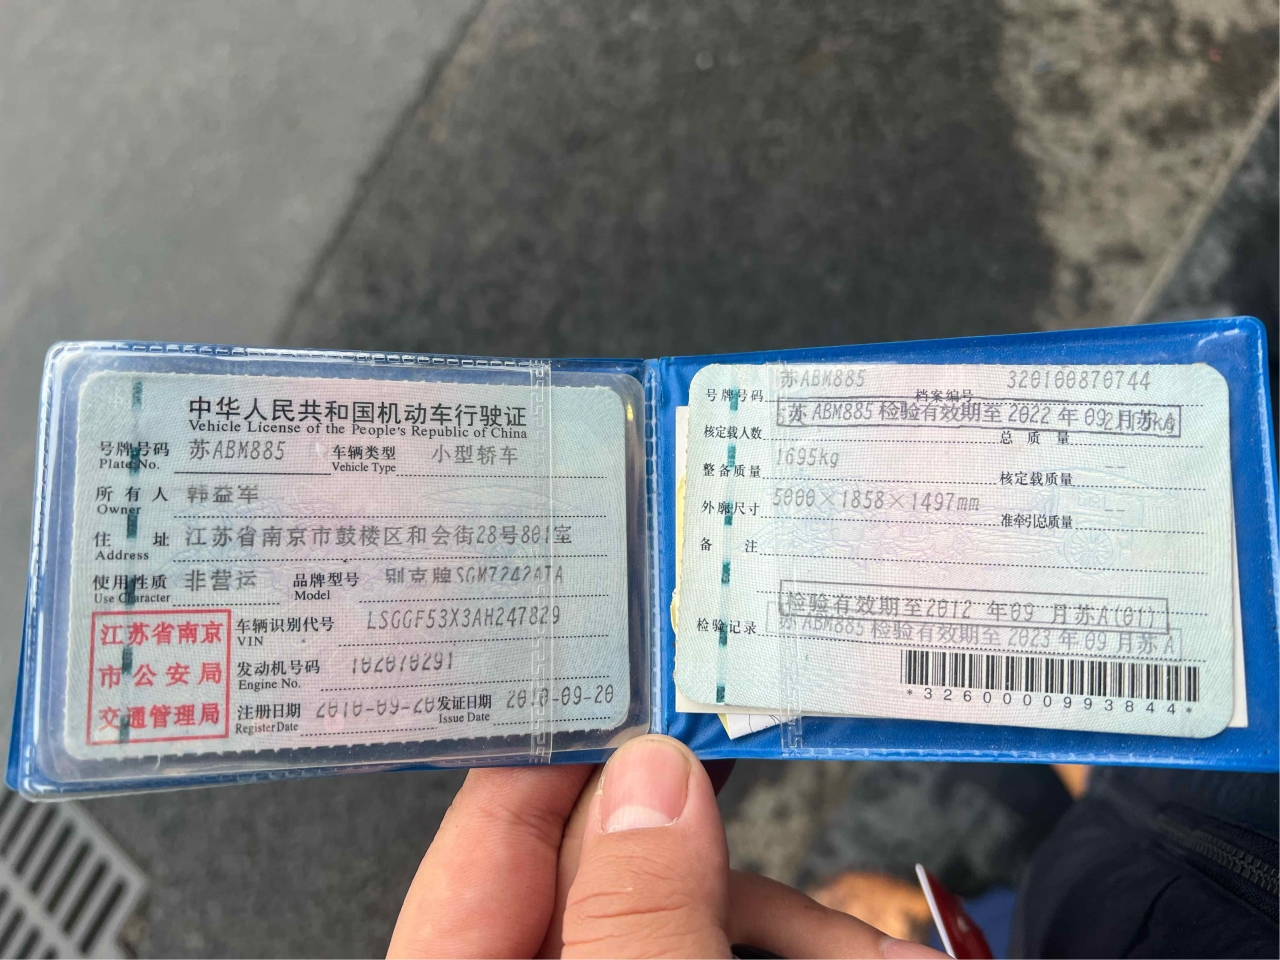 中华人民共和国机动车行驶证
Vehicle License of the People's Republic of China
号牌号码 苏ABM885 车辆类型 小型轿车
Plate No. Vehicle Type
所有人 韩益军
Owner
住址 江苏省南京市鼓楼区和会街28号801室
Address
使用性质 非营运 品牌型号 别克牌SGM7242ATA
Use Character Model
江苏省南京
市公安局
交通管理局
车辆识别代号 LSGGF53X3AH247829
VIN
发动机号码 102070291
Engine No.
注册日期 2010-09-20 发证日期 2010-09-20
Register Date Issue Date
号牌号码 苏ABM885 档案编号 320100870744
苏ABM885检验有效期至2022年09月苏
核定载人数 总质量
整备质量 1695kg 核定载质量 --
外廓尺寸 5000×1858×1497mm 准牵引总质量 --
备注
检验有效期至2012年09月苏A(01)
检验记录 苏ABM885检验有效期至2023年09月苏A
*3260000993844*